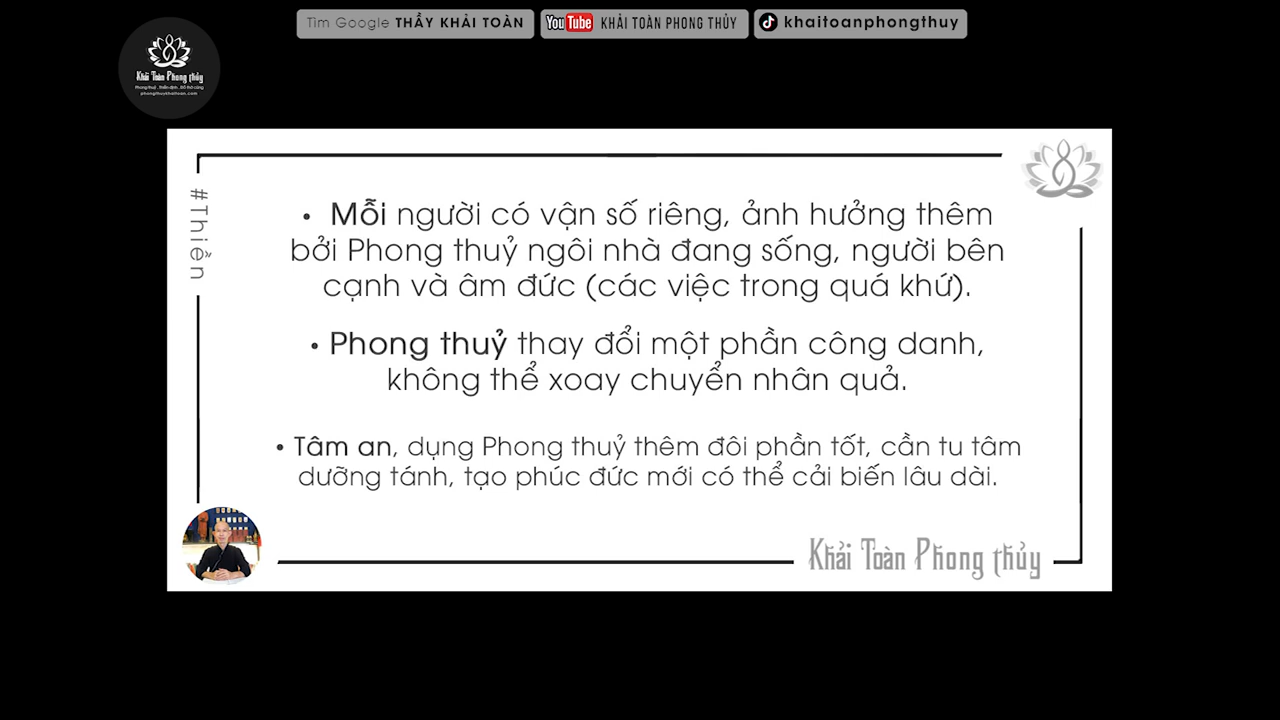 Tìm Google THẦY KHẢI TOÀN
YouTube KHẢI TOÀN PHONG THỦY
khaitoanphongthuy
Khải Toàn Phong thủy
phongthuykhaitoan.com
#Thiền
• Mỗi người có vận số riêng, ảnh hưởng thêm
bởi Phong thuỷ ngôi nhà đang sống, người bên
cạnh và âm đức (các việc trong quá khứ).
• Phong thuỷ thay đổi một phần công danh,
không thể xoay chuyển nhân quả.
• Tâm an, dụng Phong thuỷ thêm đôi phần tốt, cần tu tâm
dưỡng tánh, tạo phúc đức mới có thể cải biến lâu dài.
Khải Toàn Phong thủy